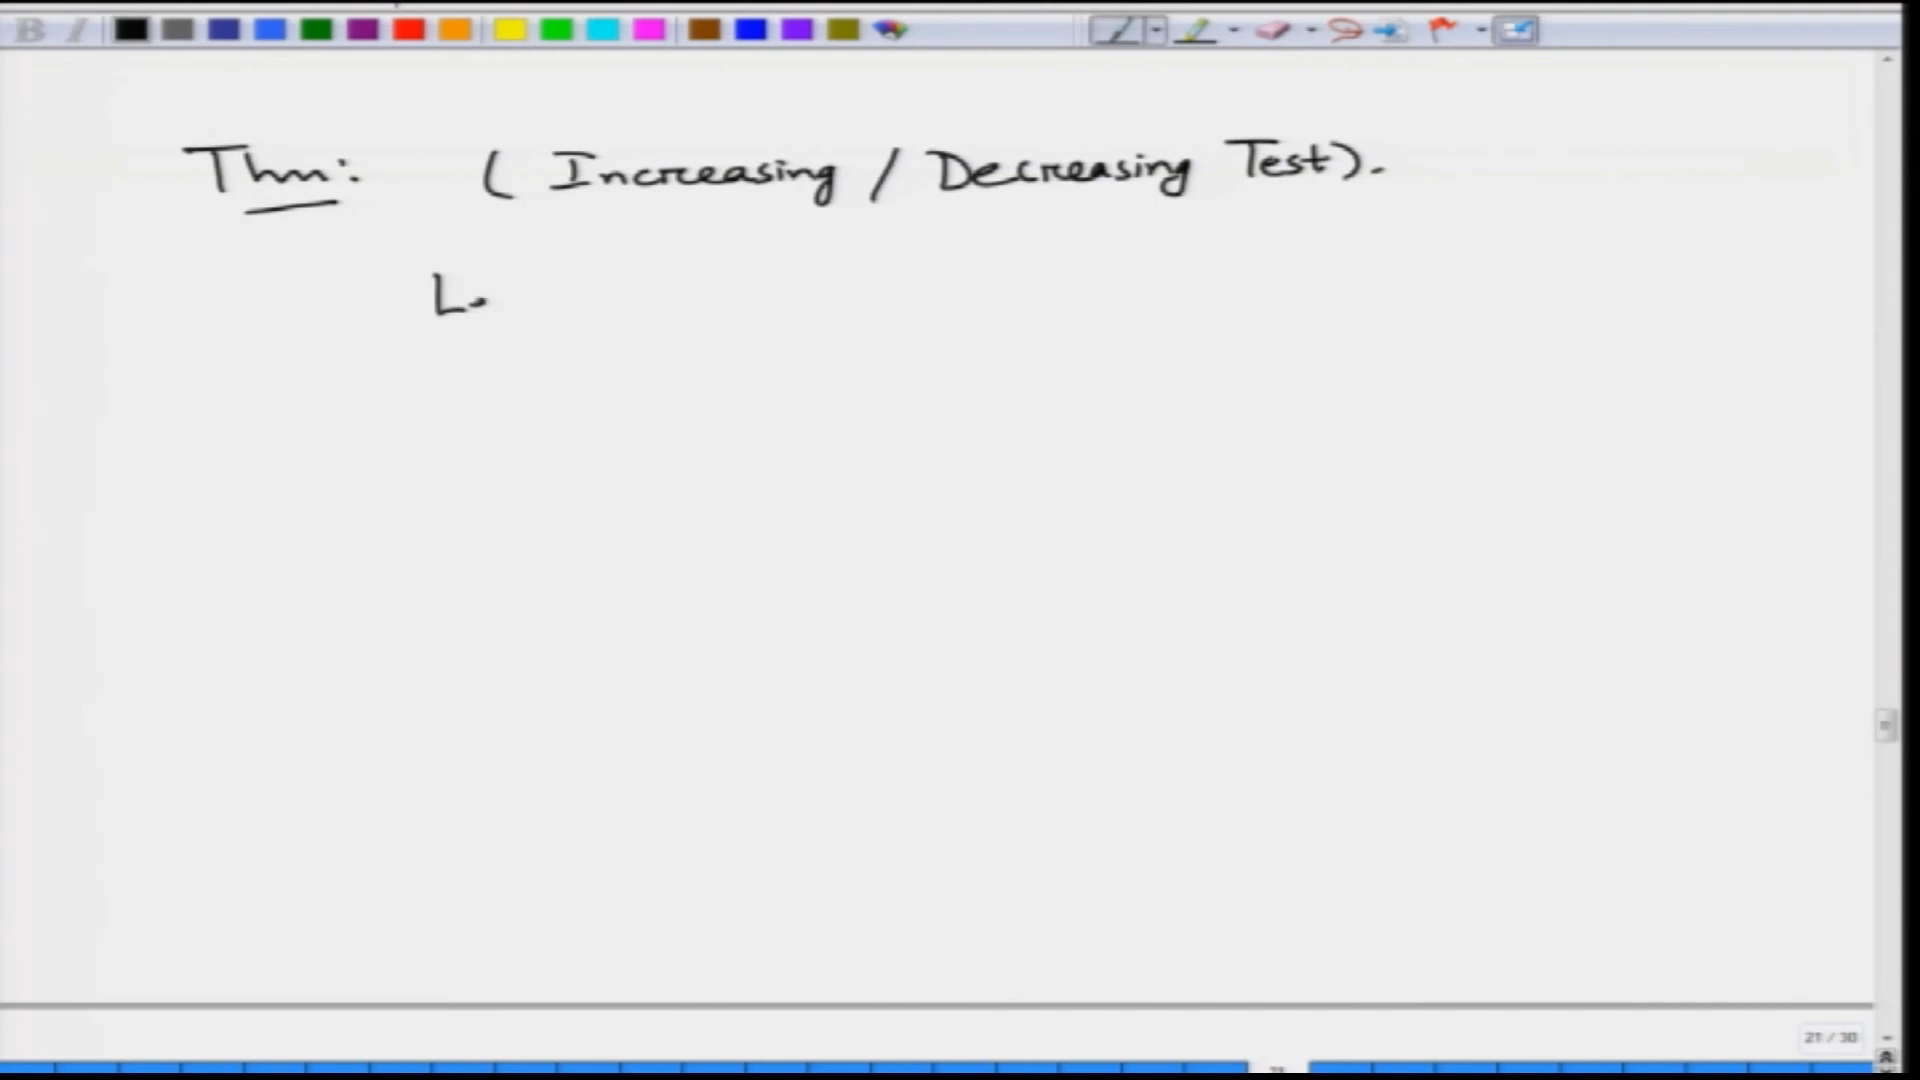 B I
Thm: ( Increasing / Decreasing Test).
L
21 / 30